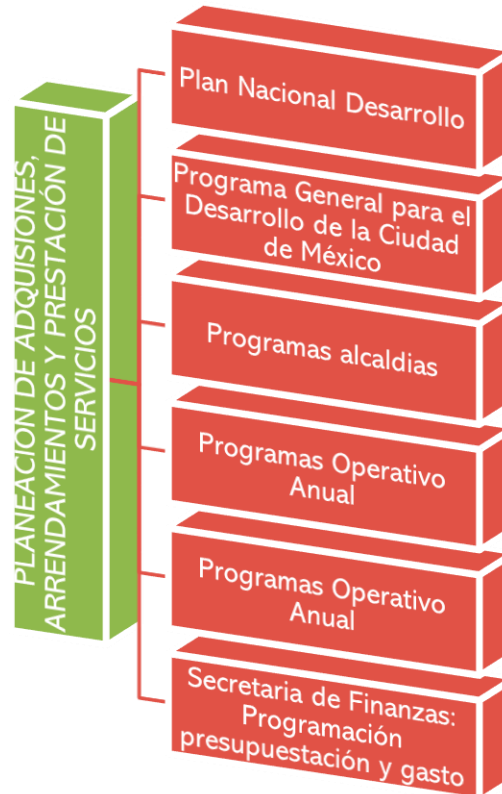 PLANEACION DE ADQUISIONES,
ARRENDAMIENTOS Y PRESTACIÓN DE
SERVICIOS
Plan Nacional Desarrollo
Programa General para el
Desarrollo de la Ciudad
de México
Programas alcaldias
Programas Operativo
Anual
Programas Operativo
Anual
Secretaria de Finanzas:
Programación
presupuestación y gasto